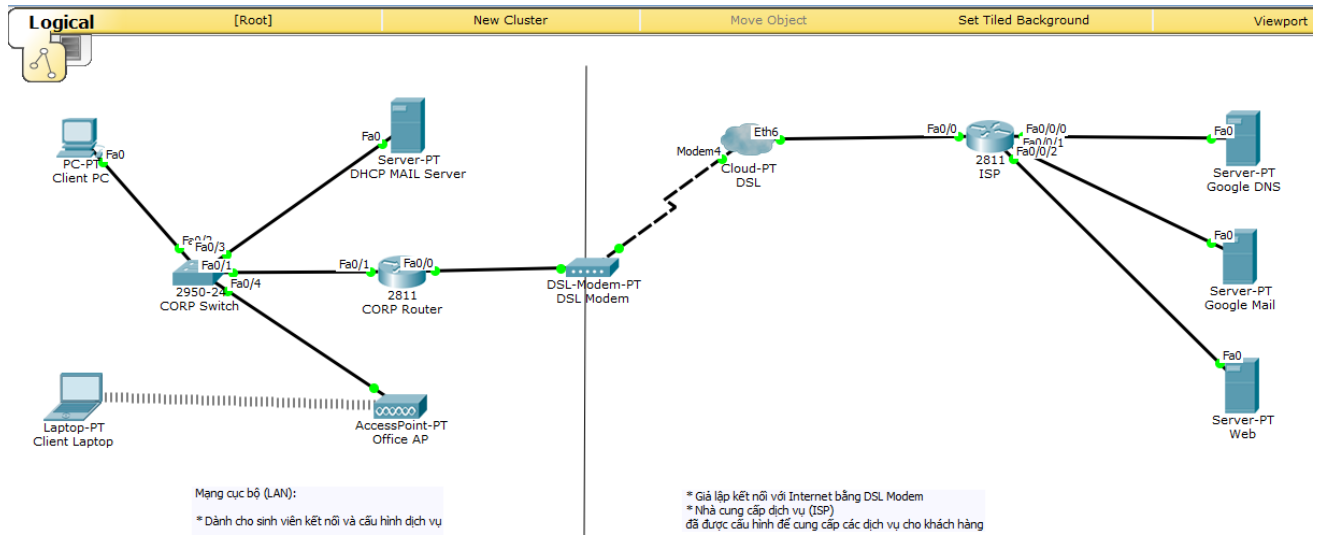 Logical [Root] New Cluster Move Object Set Tiled Background Viewport
PC-PT
Client PC
Fa0
Fa0
Server-PT
DHCP MAIL Server
Fa0/3
Fa0/1
Fa0/4
2950-24
CORP Switch
Fa0/1
Fa0/0
2811
CORP Router
Laptop-PT
Client Laptop
AccessPoint-PT
Office AP
DSL-Modem-PT
DSL Modem
Modem4
Eth6
Cloud-PT
DSL
Fa0/0
Fa0/0/0
Fa0/0/1
Fa0/0/2
2811
ISP
Fa0
Server-PT
Google DNS
Fa0
Server-PT
Google Mail
Fa0
Server-PT
Web
Mạng cục bộ (LAN):
* Dành cho sinh viên kết nối và cấu hình dịch vụ
* Giả lập kết nối với Internet bằng DSL Modem
* Nhà cung cấp dịch vụ (ISP)
đã được cấu hình để cung cấp các dịch vụ cho khách hàng